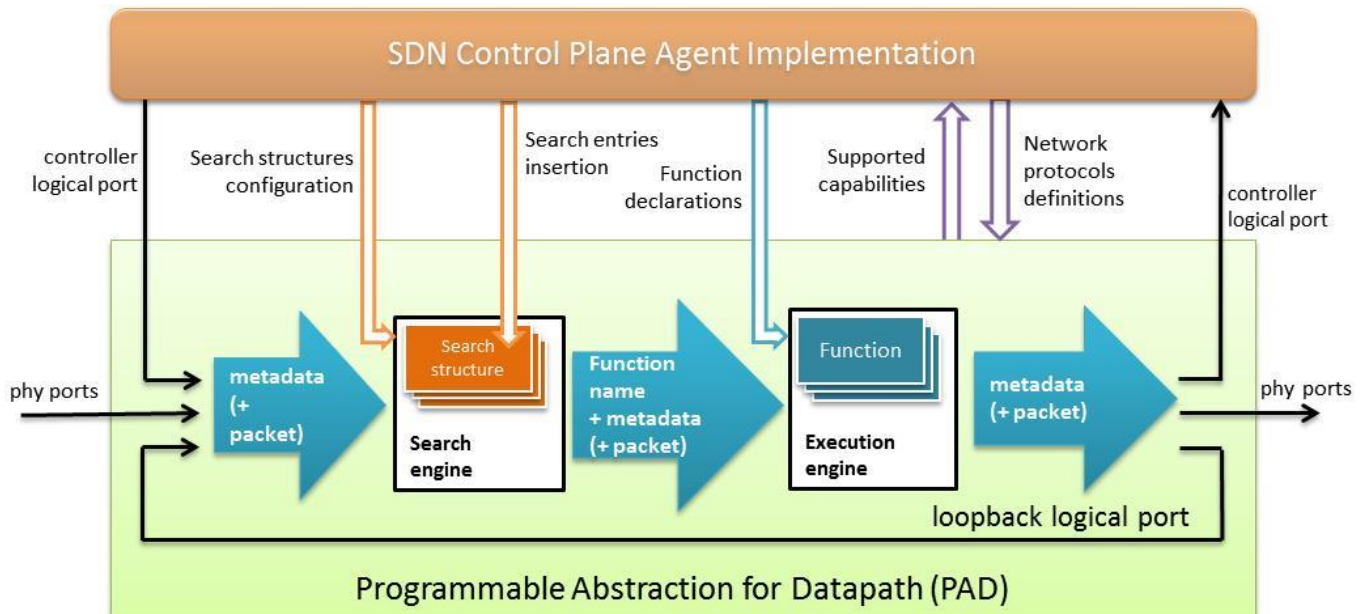 SDN Control Plane Agent Implementation
controller
logical port
Search structures
configuration
Search entries
insertion
Function
declarations
Supported
capabilities
Network
protocols
definitions
controller
logical port
phy ports
metadata
(+
packet)
Search
structure
Search
engine
Function
name
+ metadata
(+ packet)
Function
Execution
engine
metadata
(+ packet)
phy ports
loopback logical port
Programmable Abstraction for Datapath (PAD)